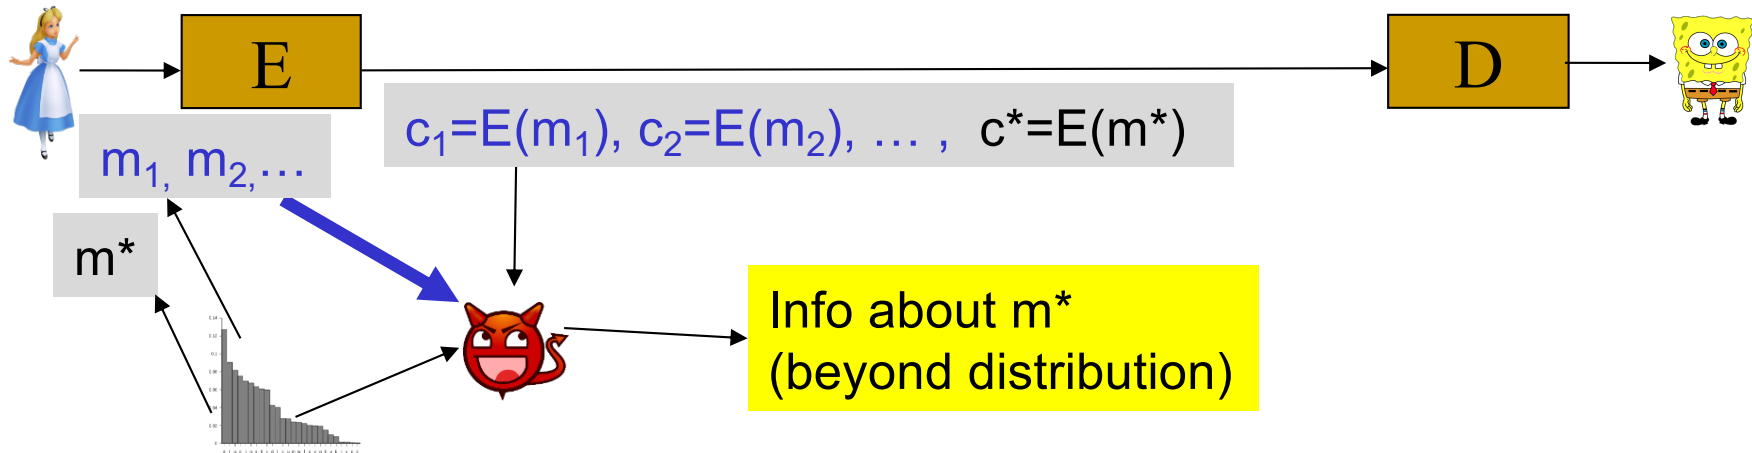 E
D
c₁=E(m₁), c₂=E(m₂), … , c*=E(m*)
m₁, m₂,…
m*
Info about m*
(beyond distribution)